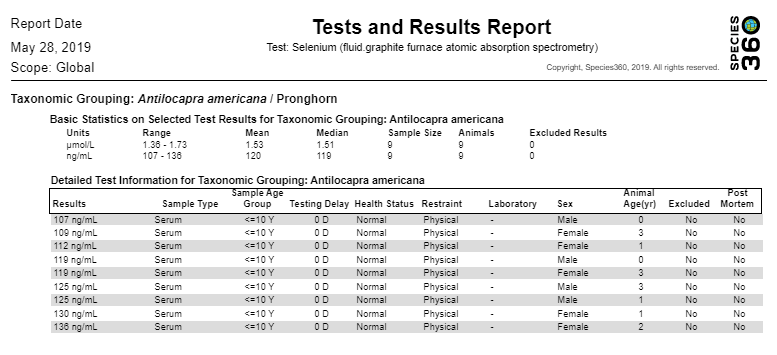 Report Date
May 28, 2019
Scope: Global
Tests and Results Report
Test: Selenium (fluid.graphite furnace atomic absorption spectrometry)
Copyright, Species360, 2019. All rights reserved.
SPECIES
360
Taxonomic Grouping: Antilocapra americana / Pronghorn
Basic Statistics on Selected Test Results for Taxonomic Grouping: Antilocapra americana
Units Range Mean Median Sample Size Animals Excluded Results
µmol/L 1.36 - 1.73 1.53 1.51 9 9 0
ng/mL 107 - 136 120 119 9 9 0
Detailed Test Information for Taxonomic Grouping: Antilocapra americana
Results Sample Type Sample Age Group Testing Delay Health Status Restraint Laboratory Sex Animal Age(yr) Excluded Post Mortem
107 ng/mL Serum <=10 Y 0 D Normal Physical - Male 0 No No
109 ng/mL Serum <=10 Y 0 D Normal Physical - Female 3 No No
112 ng/mL Serum <=10 Y 0 D Normal Physical - Female 1 No No
119 ng/mL Serum <=10 Y 0 D Normal Physical - Male 0 No No
119 ng/mL Serum <=10 Y 0 D Normal Physical - Female 3 No No
125 ng/mL Serum <=10 Y 0 D Normal Physical - Male 3 No No
125 ng/mL Serum <=10 Y 0 D Normal Physical - Male 1 No No
130 ng/mL Serum <=10 Y 0 D Normal Physical - Female 1 No No
136 ng/mL Serum <=10 Y 0 D Normal Physical - Female 2 No No